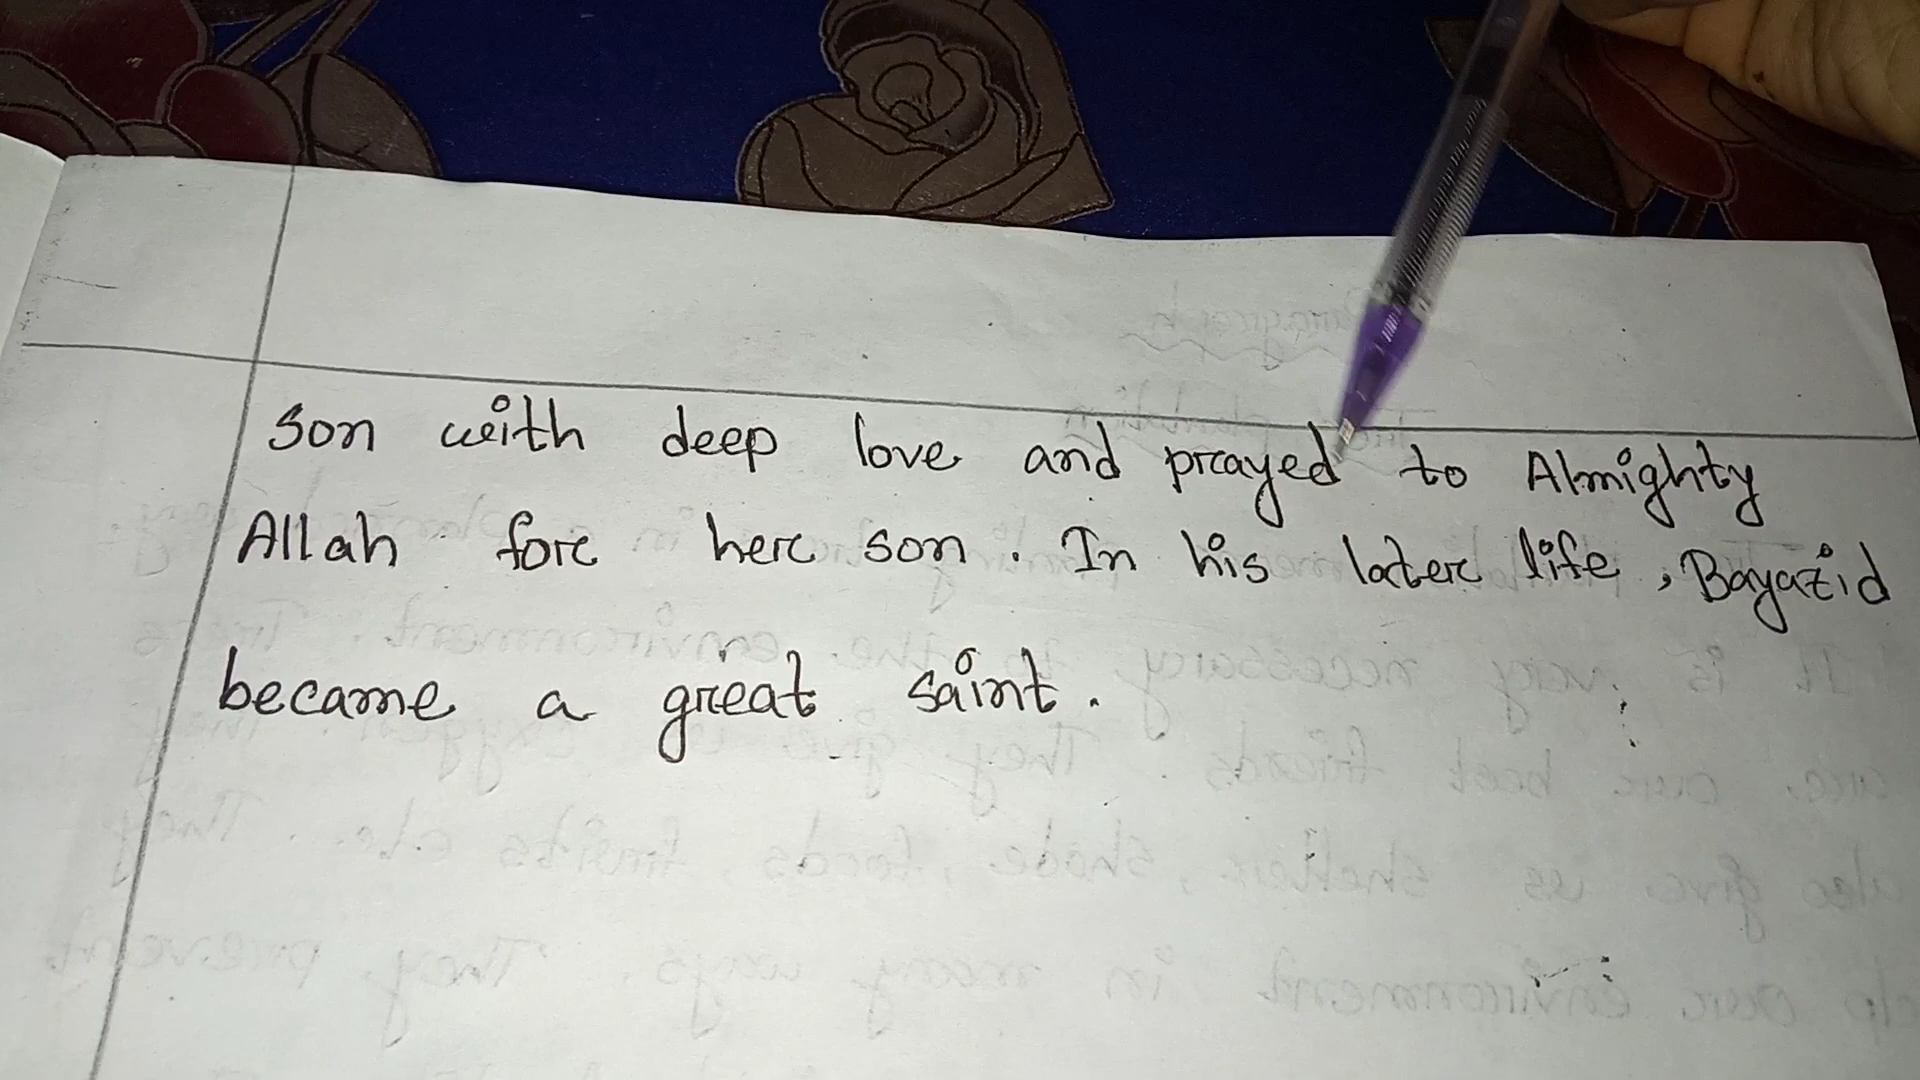 son with deep love and prayed to Almighty
Allah for her son. In his later life, Bayazid
became a great saint.